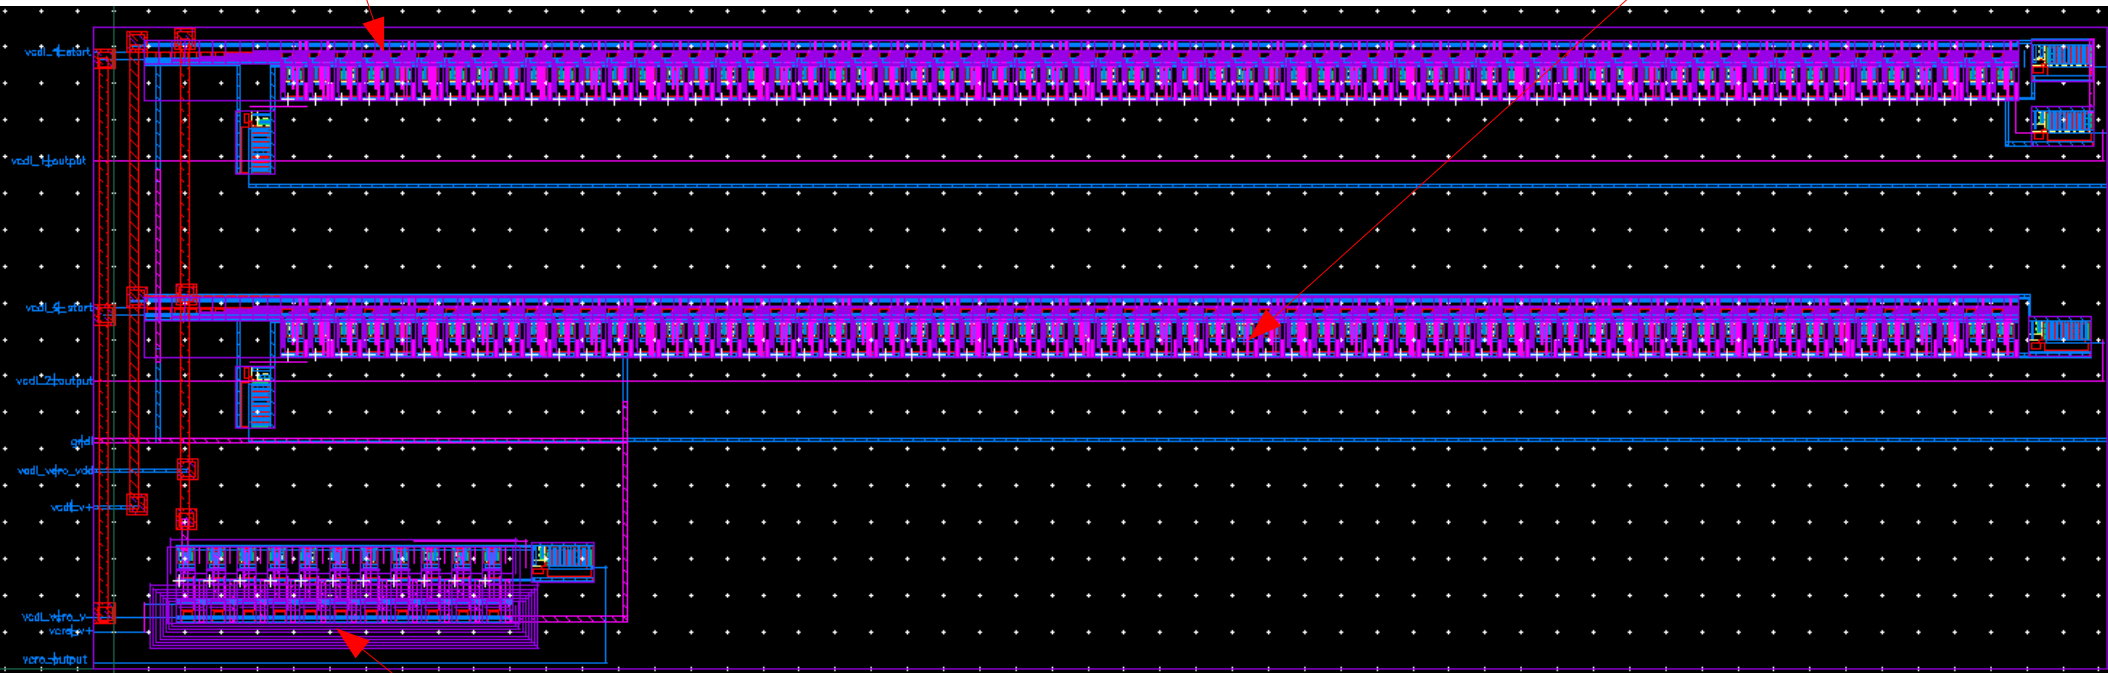 vcdl_1_start
vcdl_1_output
vcdl_2_start
vcdl_2_output
gnd!
vcdl_vcro_vdd
vcdl_v+
vcdl_vcro_v-
vcro_v+
vcro_output